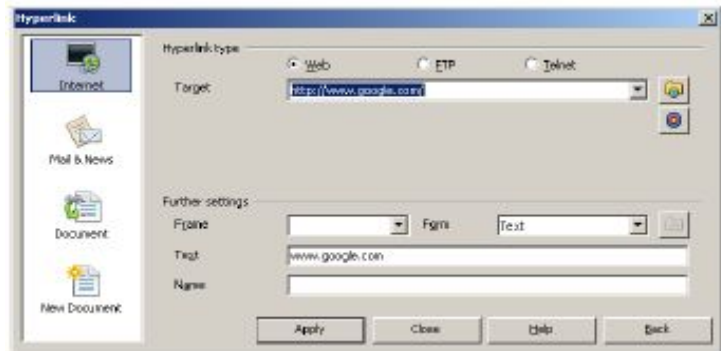 Hyperlink
Internet
Mail & News
Document
New Document
Hyperlink type
Web FTP Telnet
Target http://www.google.com/
Further settings
Frame Form Text
Text www.google.com
Name
Apply Close Help Back